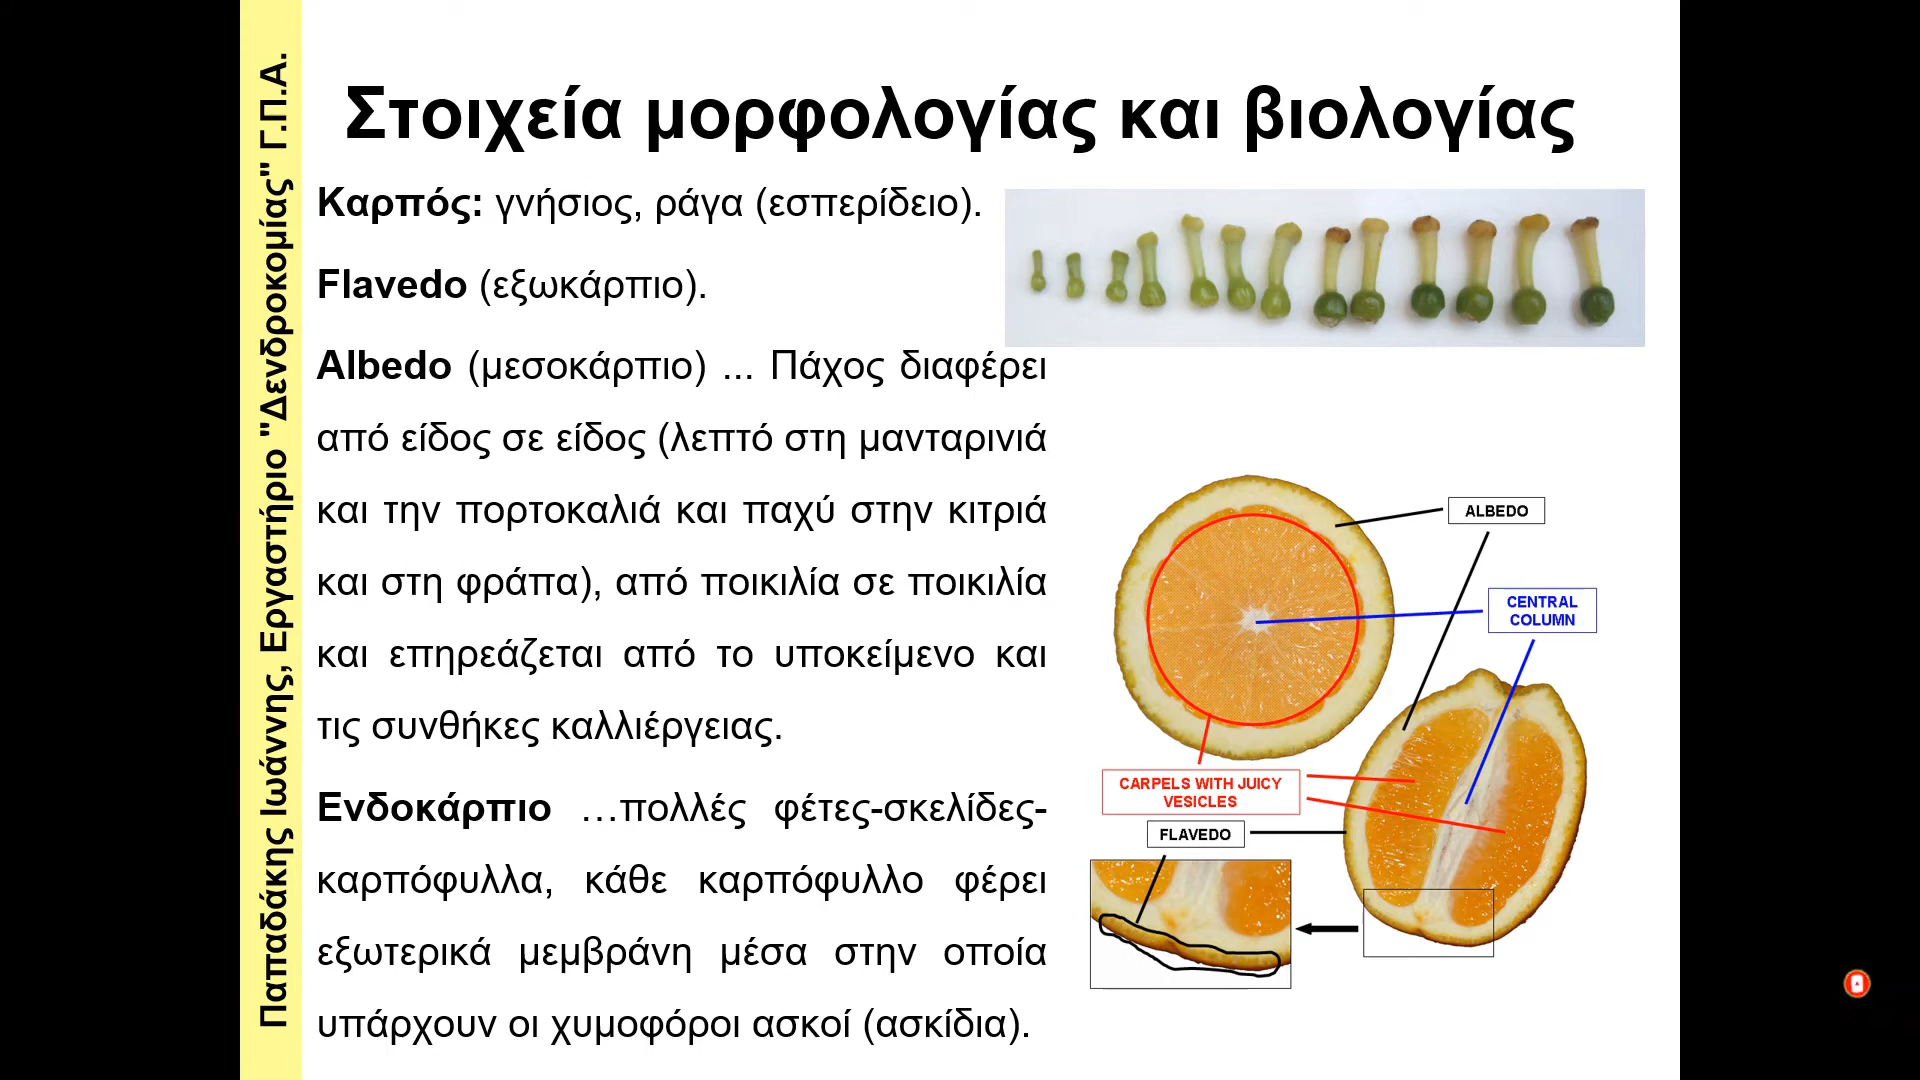 Παπαδάκης Ιωάννης, Εργαστήριο "Δενδροκομίας" Γ.Π.Α.
Στοιχεία μορφολογίας και βιολογίας
Καρπός: γνήσιος, ράγα (εσπερίδειο).
Flavedo (εξωκάρπιο).
Albedo (μεσοκάρπιο) ... Πάχος διαφέρει
από είδος σε είδος (λεπτό στη μανταρινιά
και την πορτοκαλιά και παχύ στην κιτριά
και στη φράπα), από ποικιλία σε ποικιλία
και επηρεάζεται από το υποκείμενο και
τις συνθήκες καλλιέργειας.
Ενδοκάρπιο …πολλές φέτες-σκελίδες-
καρπόφυλλα, κάθε καρπόφυλλο φέρει
εξωτερικά μεμβράνη μέσα στην οποία
υπάρχουν οι χυμοφόροι ασκοί (ασκίδια).
ALBEDO
CENTRAL
COLUMN
CARPELS WITH JUICY
VESICLES
FLAVEDO